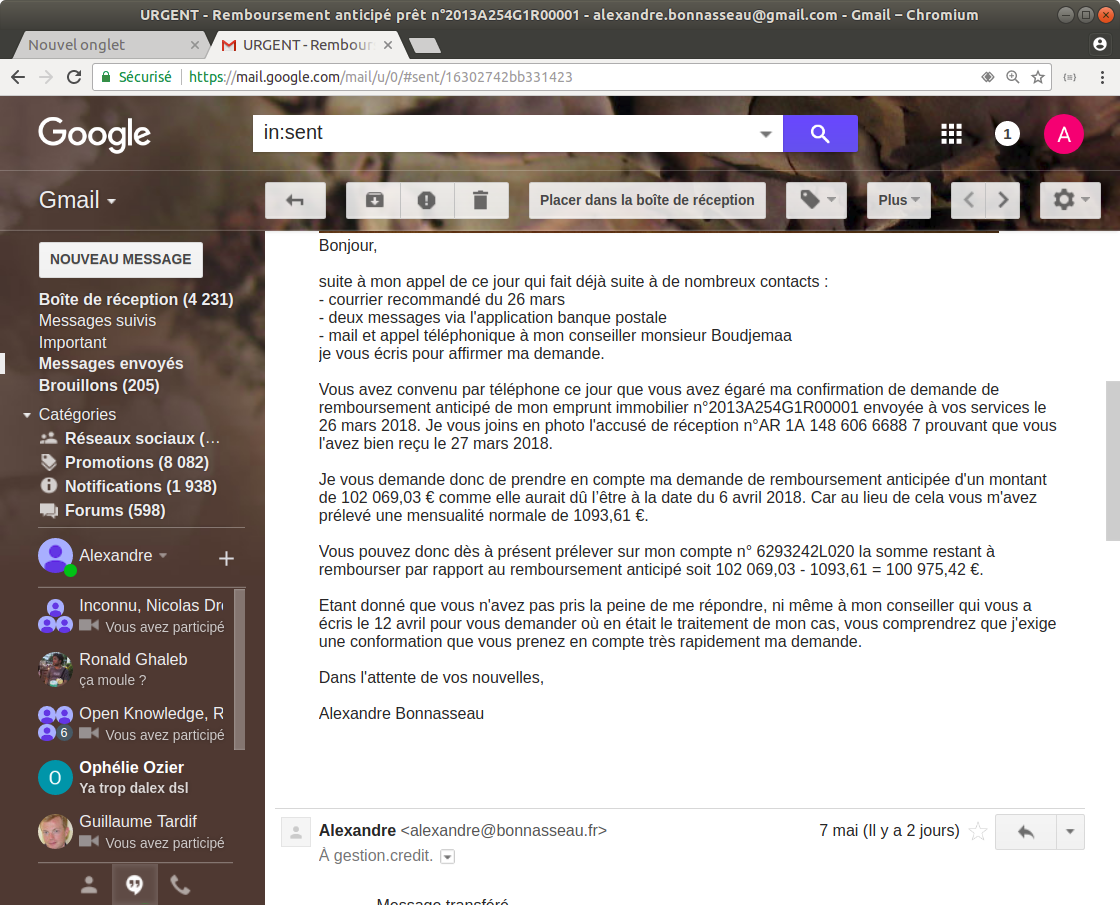 URGENT - Remboursement anticipé prêt n°2013A254G1R00001 - alexandre.bonnasseau@gmail.com - Gmail – Chromium
Nouvel onglet
URGENT - Rembour
Sécurisé
https://mail.google.com/mail/u/0/#sent/16302742bb331423
Google
in:sent
1
A
Gmail
Placer dans la boîte de réception
Plus
NOUVEAU MESSAGE
Boîte de réception (4 231)
Messages suivis
Important
Messages envoyés
Brouillons (205)
Catégories
Réseaux sociaux (...
Promotions (8 082)
Notifications (1 938)
Forums (598)
Alexandre
Inconnu, Nicolas Dr
Vous avez participé
Ronald Ghaleb
ça moule ?
Open Knowledge, R
6
Vous avez participé
O
Ophélie Ozier
Ya trop dalex dsl
Guillaume Tardif
Vous avez participé
Bonjour,
suite à mon appel de ce jour qui fait déjà suite à de nombreux contacts :
- courrier recommandé du 26 mars
- deux messages via l'application banque postale
- mail et appel téléphonique à mon conseiller monsieur Boudjemaa
je vous écris pour affirmer ma demande.
Vous avez convenu par téléphone ce jour que vous avez égaré ma confirmation de demande de
remboursement anticipé de mon emprunt immobilier n°2013A254G1R00001 envoyée à vos services le
26 mars 2018. Je vous joins en photo l'accusé de réception n°AR 1A 148 606 6688 7 prouvant que vous
l'avez bien reçu le 27 mars 2018.
Je vous demande donc de prendre en compte ma demande de remboursement anticipée d'un montant
de 102 069,03 € comme elle aurait dû l’être à la date du 6 avril 2018. Car au lieu de cela vous m'avez
prélevé une mensualité normale de 1093,61 €.
Vous pouvez donc dès à présent prélever sur mon compte n° 6293242L020 la somme restant à
rembourser par rapport au remboursement anticipé soit 102 069,03 - 1093,61 = 100 975,42 €.
Etant donné que vous n'avez pas pris la peine de me répondre, ni même à mon conseiller qui vous a
écris le 12 avril pour vous demander où en était le traitement de mon cas, vous comprendrez que j'exige
une conformation que vous prenez en compte très rapidement ma demande.
Dans l'attente de vos nouvelles,
Alexandre Bonnasseau
Alexandre <alexandre@bonnasseau.fr>
7 mai (Il y a 2 jours)
À gestion.credit.
Message transféré